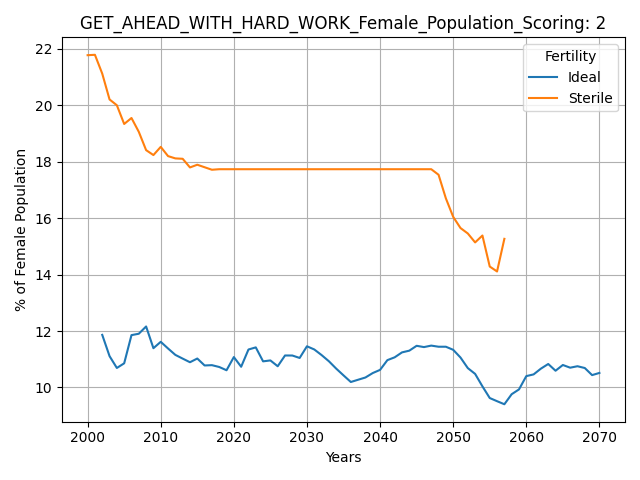 GET_AHEAD_WITH_HARD_WORK_Female_Population_Scoring: 2
Fertility
Ideal
Sterile
% of Female Population
22
20
18
16
14
12
10
2000 2010 2020 2030 2040 2050 2060 2070
Years